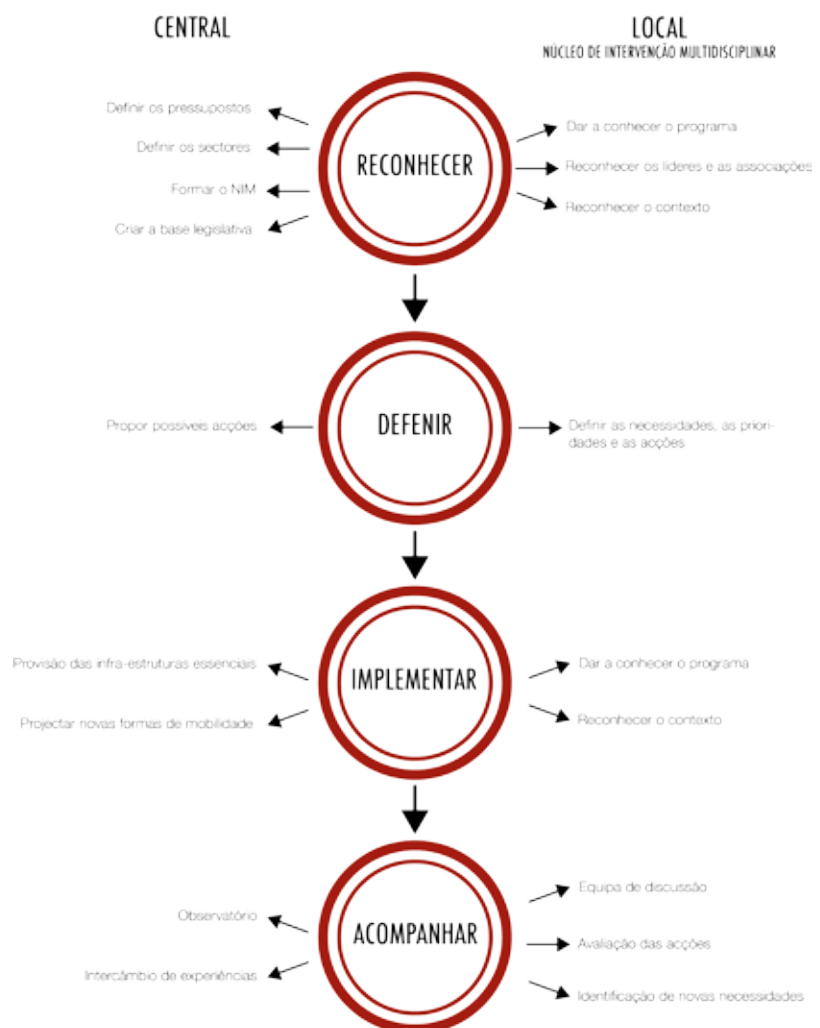 CENTRAL
LOCAL
NÚCLEO DE INTERVENÇÃO MULTIDISCIPLINAR
Definir os pressupostos
Definir os sectores
Formar o NIM
Criar a base legislativa
RECONHECER
Dar a conhecer o programa
Reconhecer os líderes e as associações
Reconhecer o contexto
Propor possíveis acções
DEFENIR
Definir as necessidades, as priori-
dades e as acções
Provisão das infra-estruturas essenciais
Projectar novas formas de mobilidade
IMPLEMENTAR
Dar a conhecer o programa
Reconhecer o contexto
Observatório
Intercâmbio de experiências
ACOMPANHAR
Equipa de discussão
Avaliação das acções
Identificação de novas necessidades